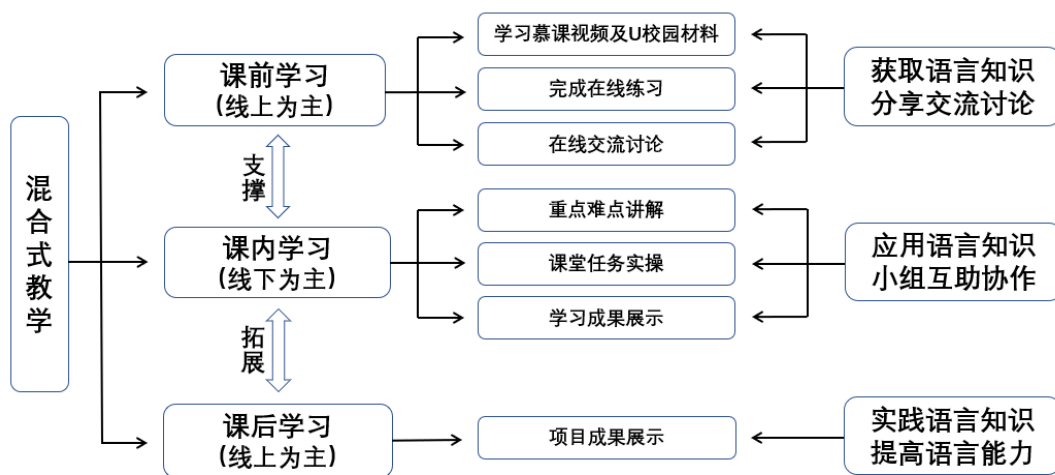 混合式教学
课前学习
(线上为主)
支撑
课内学习
(线下为主)
拓展
课后学习
(线上为主)
学习慕课视频及U校园材料
完成在线练习
在线交流讨论
重点难点讲解
课堂任务实操
学习成果展示
项目成果展示
获取语言知识
分享交流讨论
应用语言知识
小组互助协作
实践语言知识
提高语言能力